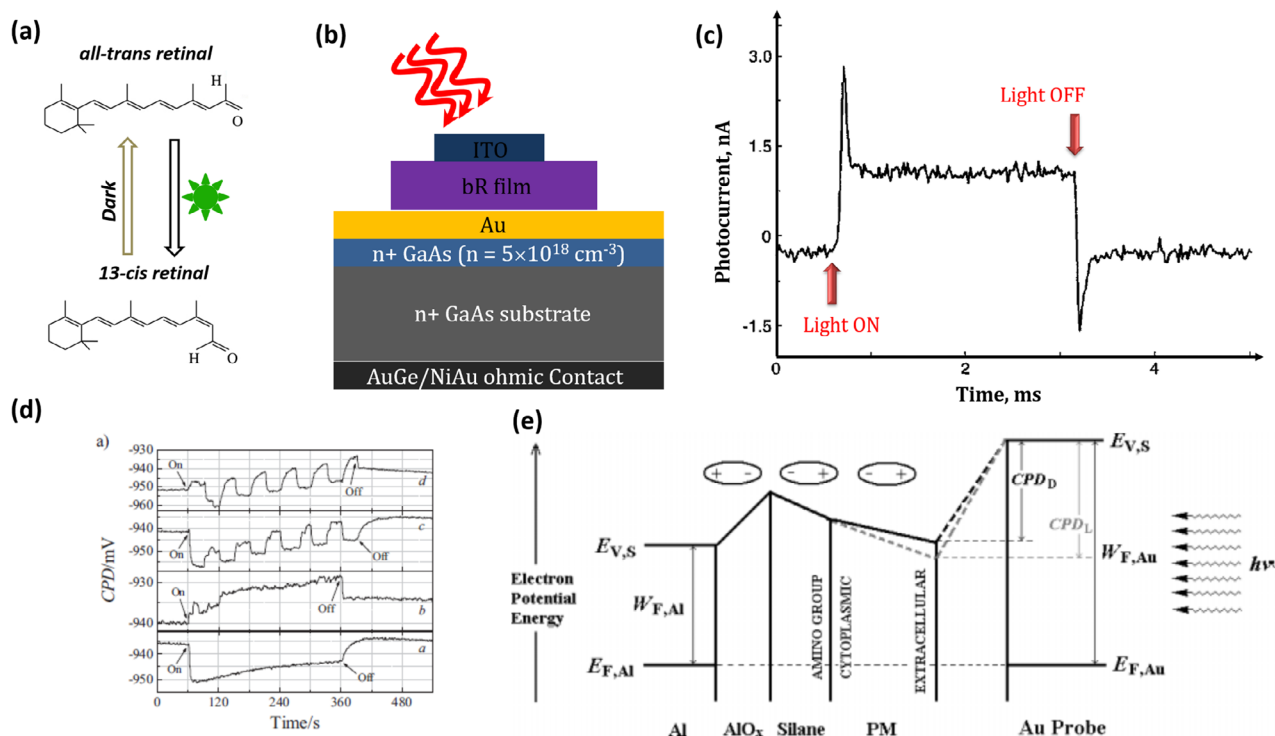 (a)
all-trans retinal
H
O
Dark
13-cis retinal
H
O
(b)
ITO
bR film
Au
n+ GaAs (n = 5×10¹⁸ cm⁻³)
n+ GaAs substrate
AuGe/NiAu ohmic Contact
(c)
Photocurrent, nA
3.0
1.5
0
-1.5
Light ON
Light OFF
0
2
4
Time, ms
(d)
a)
CPD/mV
-930
-940
-950
-960
On
Off
d
-940
-950
On
Off
c
-930
-940
On
Off
b
-940
-950
On
Off
a
0
120
240
360
480
Time/s
(e)
Electron
Potential
Energy
E_V,S
W_F,Al
E_F,Al
+ -
- +
+ -
AMINO GROUP
CYTOPLASMIC
EXTRACELLULAR
CPD_D
CPD_L
E_V,S
W_F,Au
E_F,Au
hν
Al
AlOₓ
Silane
PM
Au Probe